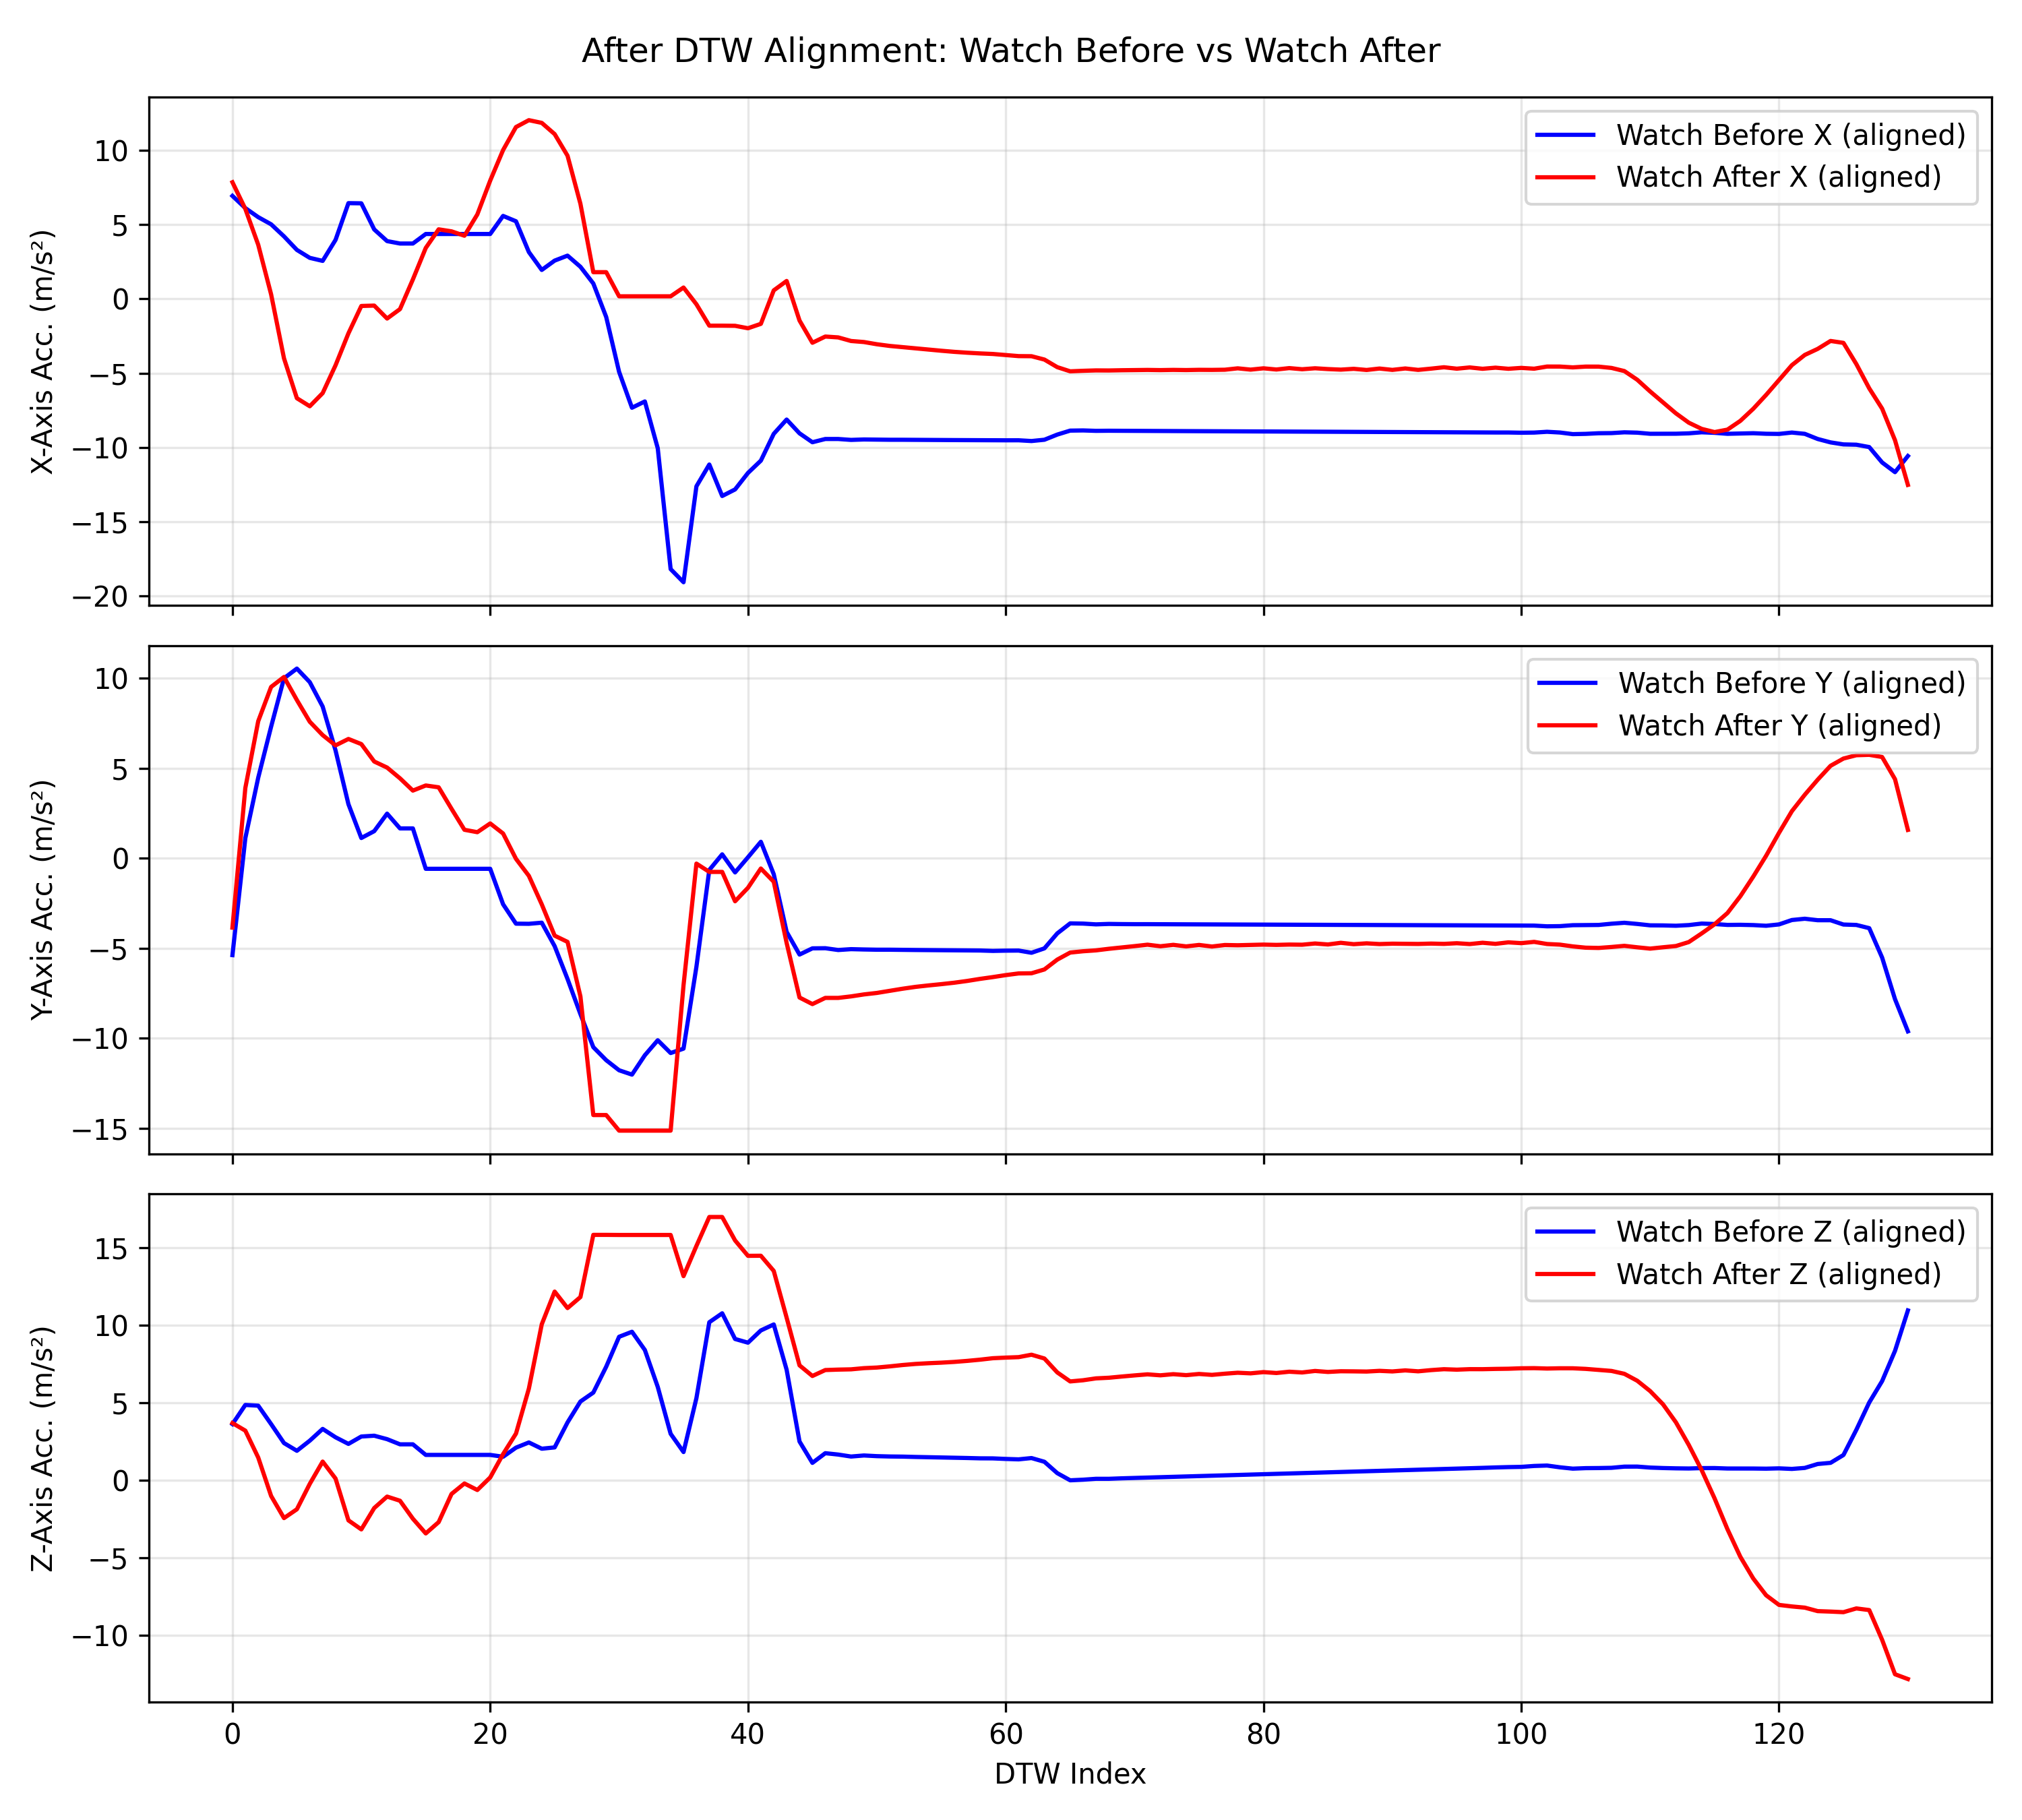 After DTW Alignment: Watch Before vs Watch After
X-Axis Acc. (m/s²)
10
5
0
−5
−10
−15
−20
Watch Before X (aligned)
Watch After X (aligned)
Y-Axis Acc. (m/s²)
10
5
0
−5
−10
−15
Watch Before Y (aligned)
Watch After Y (aligned)
Z-Axis Acc. (m/s²)
15
10
5
0
−5
−10
Watch Before Z (aligned)
Watch After Z (aligned)
0 20 40 60 80 100 120
DTW Index